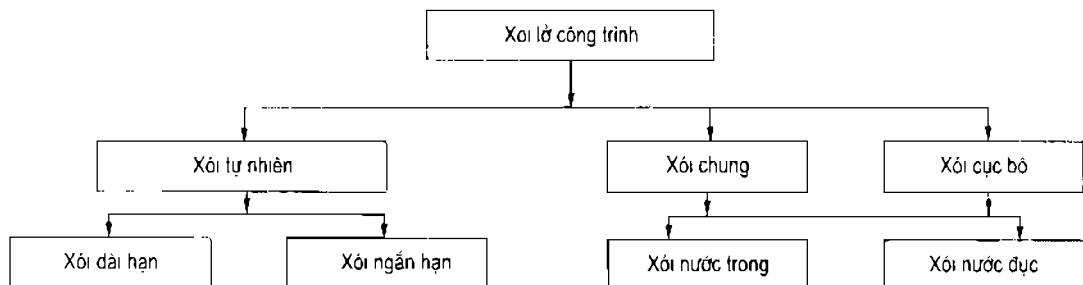 Xói lở công trình
Xói tự nhiên
Xói chung
Xói cục bộ
Xói dài hạn
Xói ngắn hạn
Xói nước trong
Xói nước đục